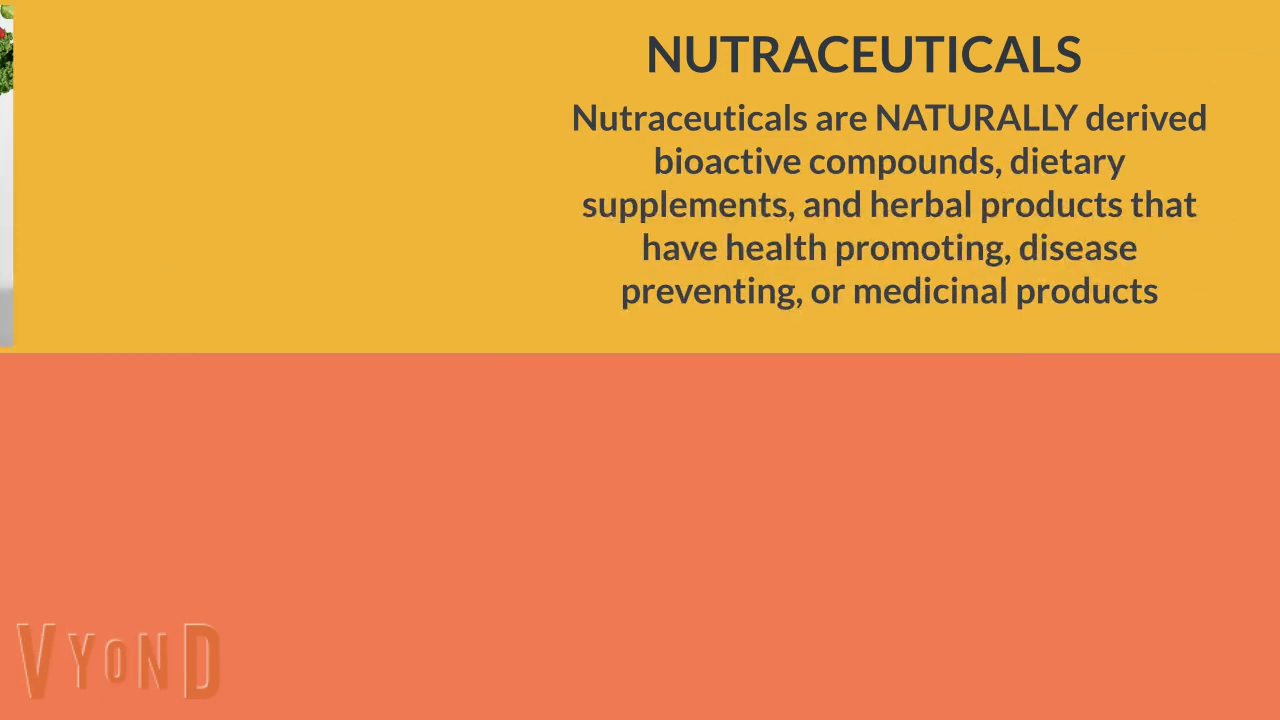 NUTRACEUTICALS
Nutraceuticals are NATURALLY derived
bioactive compounds, dietary
supplements, and herbal products that
have health promoting, disease
preventing, or medicinal products
VYOND